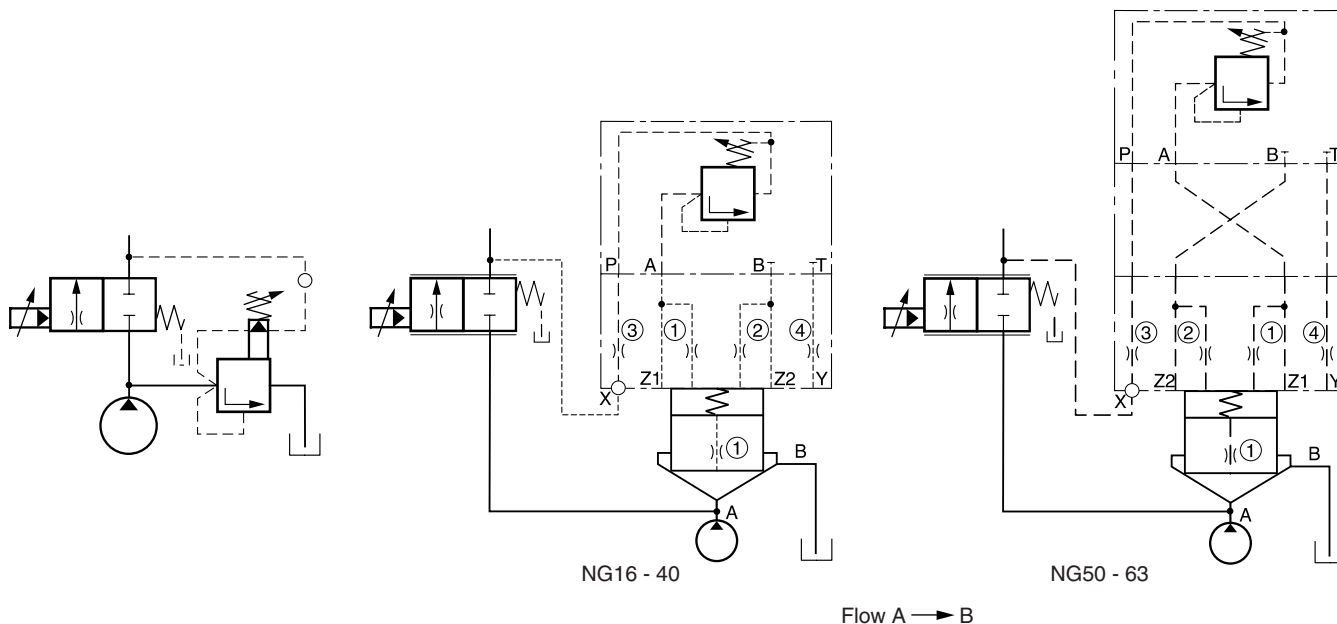 P A B T
P A B T
③ ① ② ④
③ ② ① ④
X Z1 Z2 Y
X Z2 Z1 Y
① B
① B
A
A
NG16 - 40
NG50 - 63
Flow A B